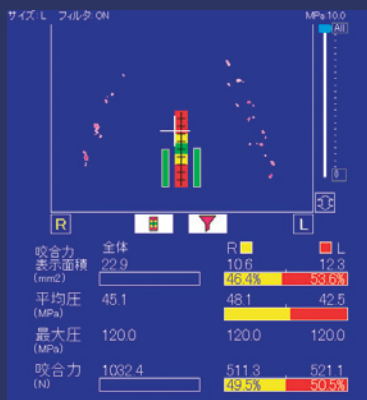 サイズ:L フィルタ:ON MPa:10.0
All
0
R L
咬合力 全体 R L
表示面積 22.9 10.6 12.3
(mm2) 46.4% 53.6%
平均圧 45.1 48.1 42.5
(MPa)
最大圧 120.0 120.0 120.0
(MPa)
咬合力 1032.4 511.3 521.1
(N) 49.5% 50.5%